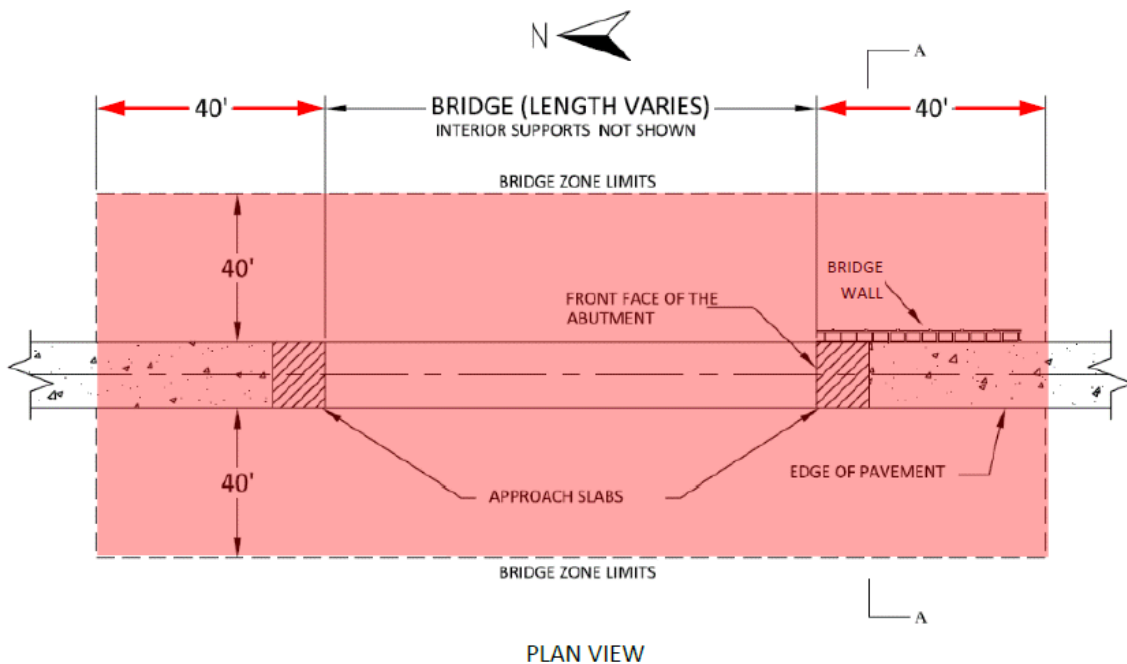 N
A
40'
BRIDGE (LENGTH VARIES)
INTERIOR SUPPORTS NOT SHOWN
40'
BRIDGE ZONE LIMITS
40'
BRIDGE
WALL
FRONT FACE OF THE
ABUTMENT
40'
EDGE OF PAVEMENT
APPROACH SLABS
BRIDGE ZONE LIMITS
A
PLAN VIEW